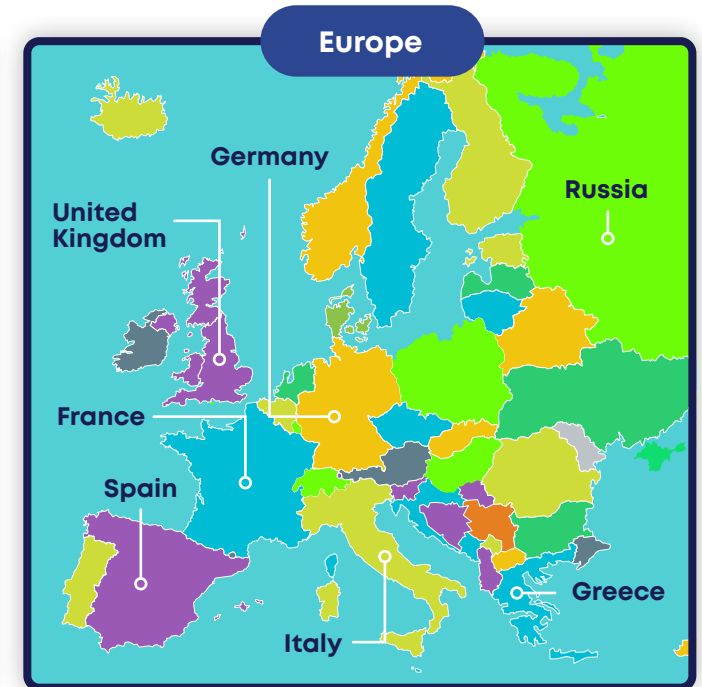 Europe
Germany
Russia
United
Kingdom
France
Spain
Greece
Italy